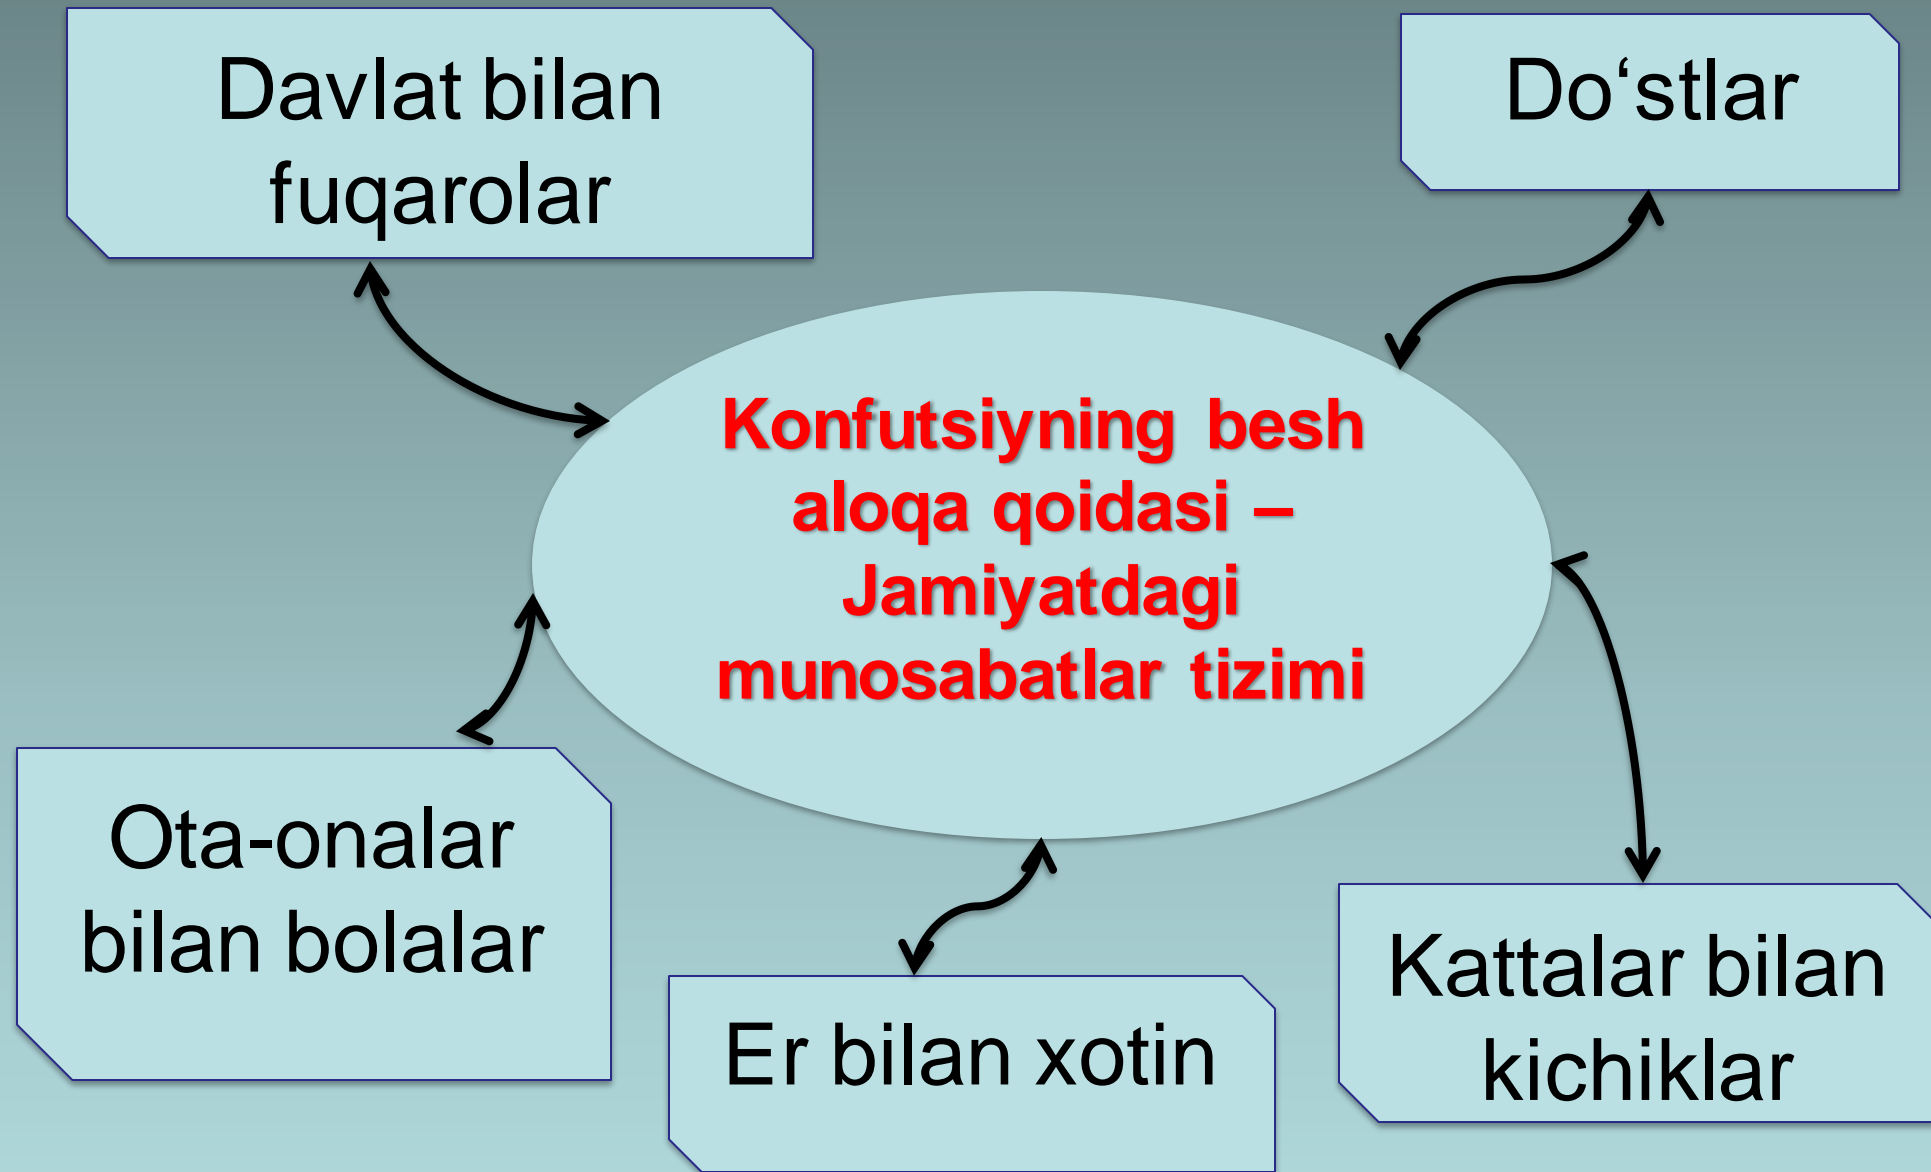 Davlat bilan
fuqarolar
Do‘stlar
Konfutsiyning besh
aloqa qoidasi –
Jamiyatdagi
munosabatlar tizimi
Ota-onalar
bilan bolalar
Er bilan xotin
Kattalar bilan
kichiklar